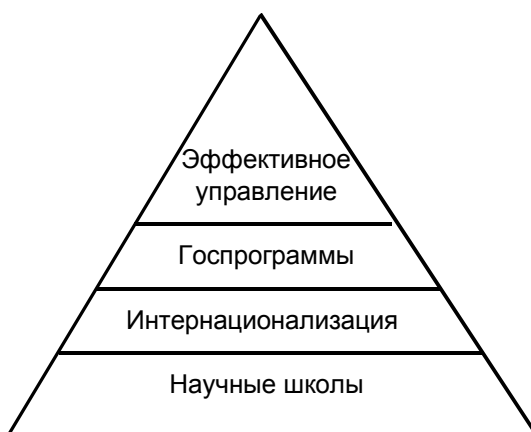 Эффективное
управление
Госпрограммы
Интернационализация
Научные школы